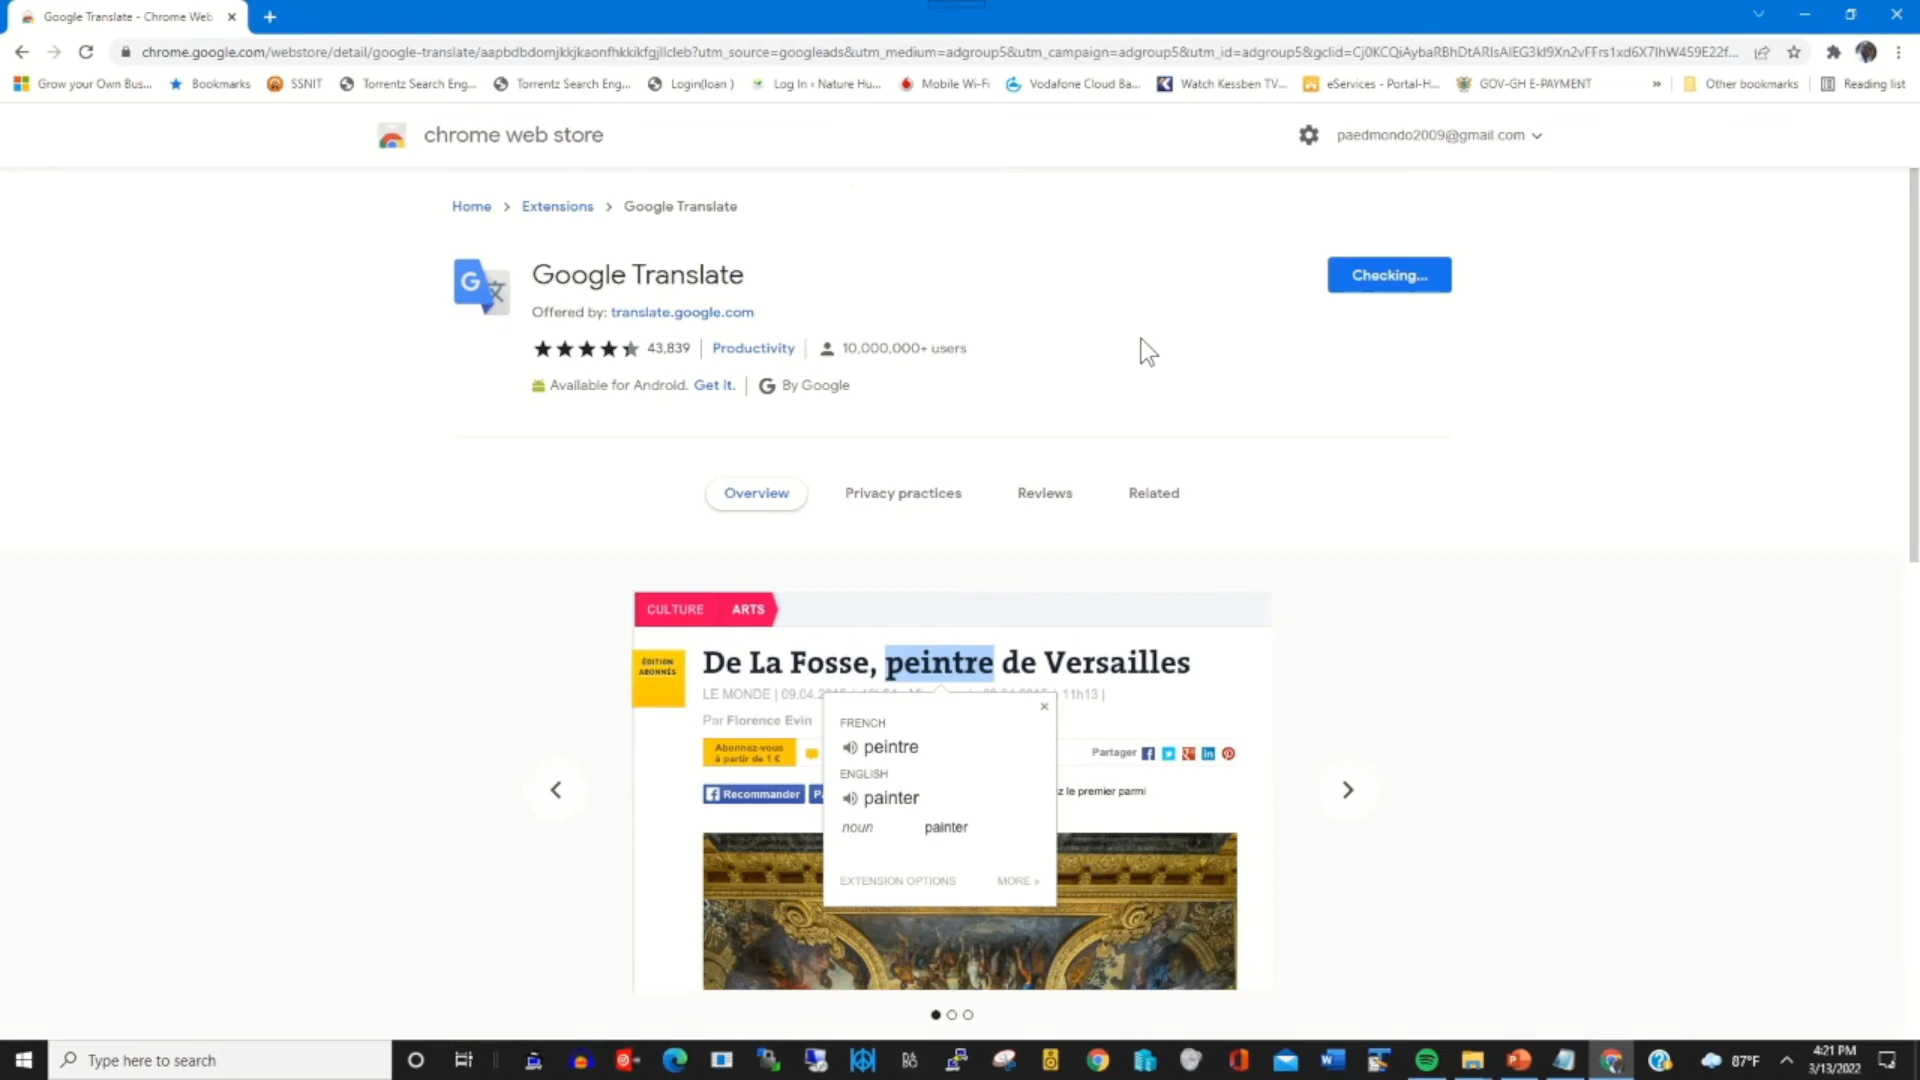 Google Translate - Chrome Web
chrome.google.com/webstore/detail/google-translate/aapbdbdomjkkjkaonfhkkikfgjllcleb?utm_source=googleads&utm_medium=adgroup5&utm_campaign=adgroup5&utm_id=adgroup5&gclid=
Grow your Own Bus... Bookmarks SSNIT Torrentz Search Eng... Torrentz Search Eng... Login(loan ) Log In ‹ Nature Hu... Mobile Wi-Fi Vodafone Cloud Ba... Watch Kessben TV... eServices - Portal-H... GOV-GH E-PAYMENT » Other bookmarks Reading list
chrome web store
paedmondo2009@gmail.com
Home > Extensions > Google Translate
Google Translate
Checking...
Offered by: translate.google.com
43,839 Productivity 10,000,000+ users
Available for Android. Get it. By Google
Overview Privacy practices Reviews Related
CULTURE ARTS
ÉDITION
ABONNÉS
De La Fosse, peintre de Versailles
LE MONDE | 09.04. 11h13 |
Par Florence Evin
FRENCH
peintre
ENGLISH
painter
noun painter
EXTENSION OPTIONS MORE »
Abonnez-vous
à partir de 1 €
Partager
Recommander
z le premier parmi
Type here to search
87°F
4:21 PM
3/13/2022